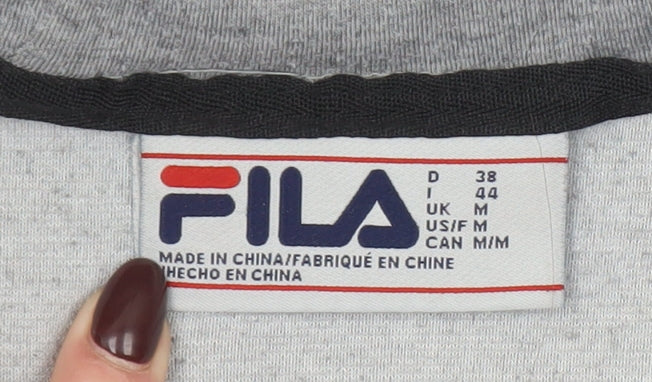 FILA
D 38
I 44
UK M
US/F M
CAN M/M
MADE IN CHINA/FABRIQUÉ EN CHINE
HECHO EN CHINA